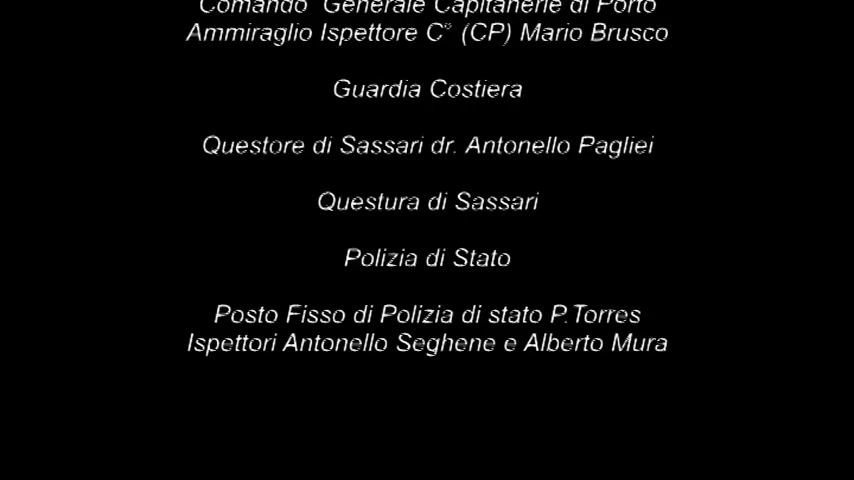 Comando Generale Capitanerie di Porto
Ammiraglio Ispettore C° (CP) Mario Brusco
Guardia Costiera
Questore di Sassari dr. Antonello Pagliei
Questura di Sassari
Polizia di Stato
Posto Fisso di Polizia di stato P.Torres
Ispettori Antonello Seghene e Alberto Mura